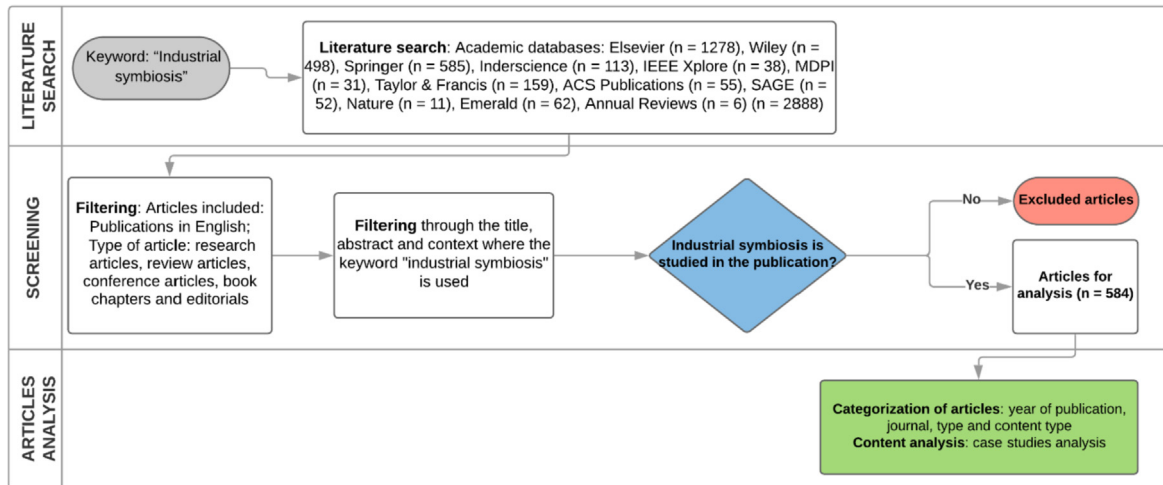 LITERATURE
SEARCH
Keyword: “Industrial
symbiosis”
Literature search: Academic databases: Elsevier (n = 1278), Wiley (n =
498), Springer (n = 585), Inderscience (n = 113), IEEE Xplore (n = 38), MDPI
(n = 31), Taylor & Francis (n = 159), ACS Publications (n = 55), SAGE (n =
52), Nature (n = 11), Emerald (n = 62), Annual Reviews (n = 6) (n = 2888)
SCREENING
Filtering: Articles included:
Publications in English;
Type of article: research
articles, review articles,
conference articles, book
chapters and editorials
Filtering through the title,
abstract and context where the
keyword "industrial symbiosis"
is used
Industrial symbiosis is
studied in the publication?
No
Excluded articles
Yes
Articles for
analysis (n = 584)
ARTICLES
ANALYSIS
Categorization of articles: year of publication,
journal, type and content type
Content analysis: case studies analysis